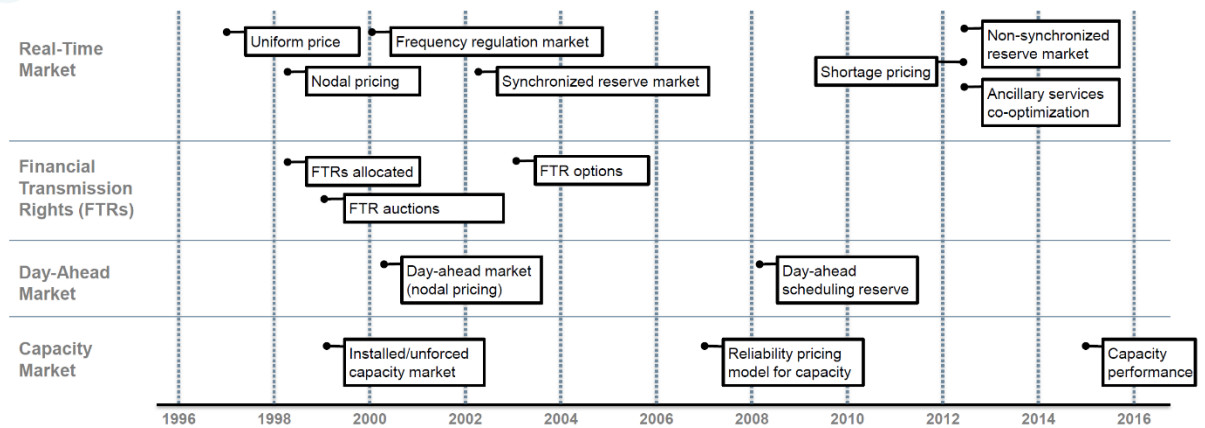 Real-Time
Market
Uniform price
Frequency regulation market
Nodal pricing
Synchronized reserve market
Shortage pricing
Non-synchronized
reserve market
Ancillary services
co-optimization
Financial
Transmission
Rights (FTRs)
FTRs allocated
FTR options
FTR auctions
Day-Ahead
Market
Day-ahead market
(nodal pricing)
Day-ahead
scheduling reserve
Capacity
Market
Installed/unforced
capacity market
Reliability pricing
model for capacity
Capacity
performance
1996 1998 2000 2002 2004 2006 2008 2010 2012 2014 2016